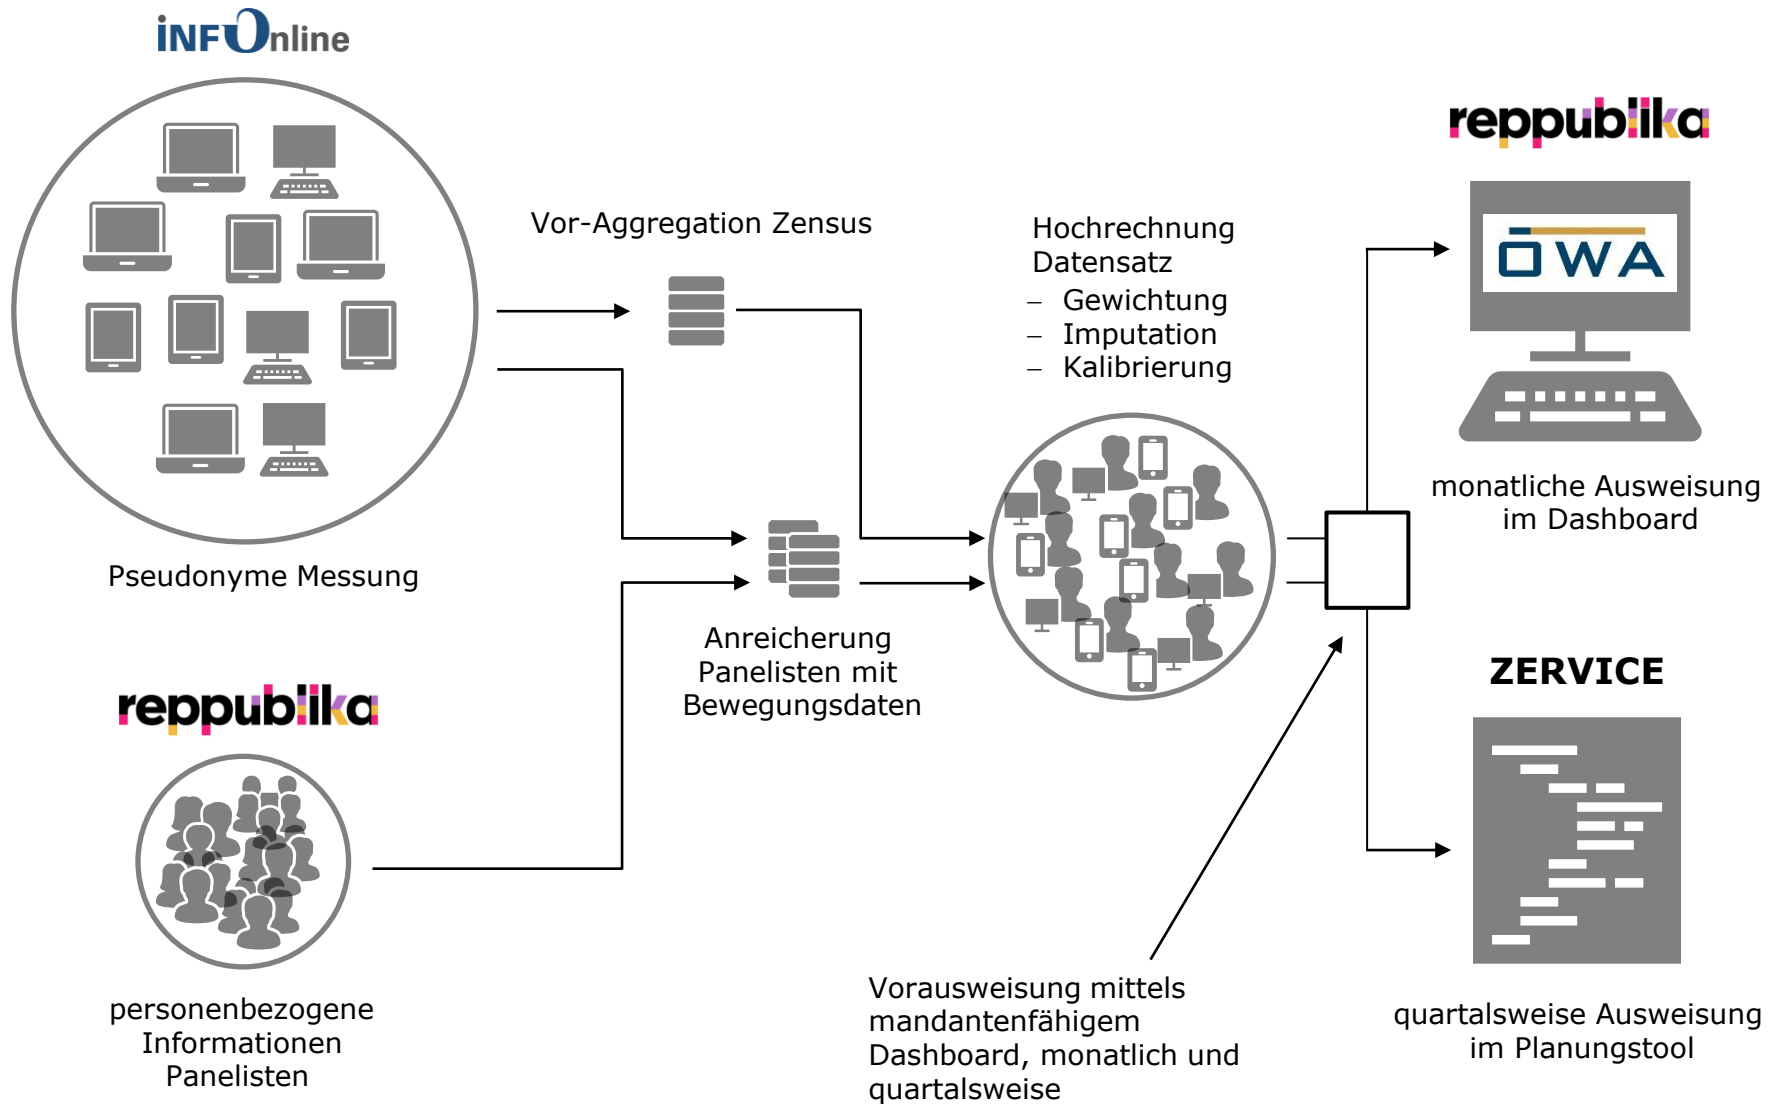 iNFOnline
Pseudonyme Messung
reppublika
personenbezogene
Informationen
Panelisten
Vor-Aggregation Zensus
Anreicherung
Panelisten mit
Bewegungsdaten
Hochrechnung
Datensatz
– Gewichtung
– Imputation
– Kalibrierung
Vorausweisung mittels
mandantenfähigem
Dashboard, monatlich und
quartalsweise
reppublika
ÖWA
monatliche Ausweisung
im Dashboard
ZERVICE
quartalsweise Ausweisung
im Planungstool